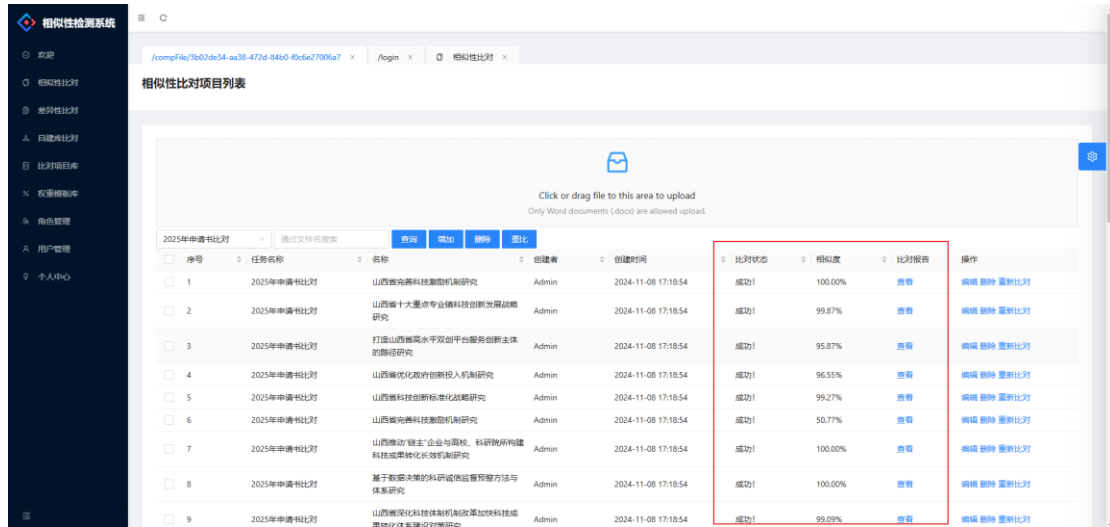 相似性检测系统
欢迎
相似性比对
差异性比对
自建库比对
比对项目库
权重模板库
角色管理
用户管理
个人中心
/compFile/3b02de34-aa38-472d-84b0-f0c6e27006a7 × /login × 相似性比对 ×
相似性比对项目列表
Click or drag file to this area to upload
Only Word documents (.docx) are allowed upload.
2025年申请书比对 通过文件名搜索 查询 增加 删除 重比
序号 任务名称 名称 创建者 创建时间 比对状态 相似度 比对报告 操作
1 2025年申请书比对 山西省完善科技激励机制研究 Admin 2024-11-08 17:18:54 成功! 100.00% 查看 编辑 删除 重新比对
2 2025年申请书比对 山西省十大重点专业镇科技创新发展战略 Admin 2024-11-08 17:18:54 成功! 99.87% 查看 编辑 删除 重新比对
研究
3 2025年申请书比对 打造山西省高水平双创平台服务创新主体 Admin 2024-11-08 17:18:54 成功! 95.87% 查看 编辑 删除 重新比对
的路径研究
4 2025年申请书比对 山西省优化政府创新投入机制研究 Admin 2024-11-08 17:18:54 成功! 96.55% 查看 编辑 删除 重新比对
5 2025年申请书比对 山西省科技创新标准化战略研究 Admin 2024-11-08 17:18:54 成功! 99.27% 查看 编辑 删除 重新比对
6 2025年申请书比对 山西省完善科技激励机制研究 Admin 2024-11-08 17:18:54 成功! 50.77% 查看 编辑 删除 重新比对
7 2025年申请书比对 山西推动"链主"企业与高校、科研院所构建 Admin 2024-11-08 17:18:54 成功! 100.00% 查看 编辑 删除 重新比对
科技成果转化长效机制研究
8 2025年申请书比对 基于数据决策的科研诚信监督预警方法与 Admin 2024-11-08 17:18:54 成功! 100.00% 查看 编辑 删除 重新比对
体系研究
9 2025年申请书比对 山西省深化科技体制机制改革加快科技成 Admin 2024-11-08 17:18:54 成功! 99.09% 查看 编辑 删除 重新比对
果转化体系建设对策研究